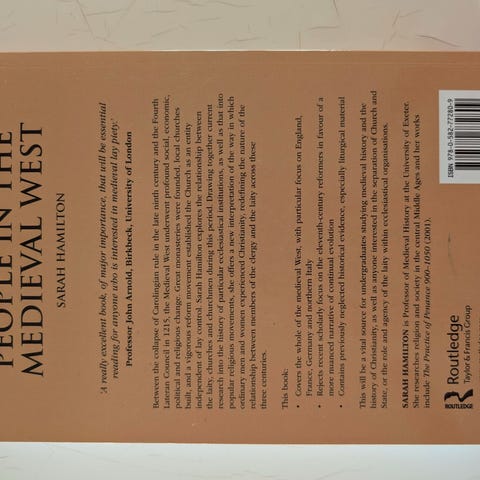 PEOPLE IN THE
MEDIEVAL WEST
SARAH HAMILTON
'A really excellent book, of major importance, that will be essential
reading for anyone who is interested in medieval lay piety.'
Professor John Arnold, Birkbeck, University of London
Between the collapse of Carolingian rule in the late ninth century and the Fourth
Lateran Council in 1215, the Medieval West underwent profound social, economic,
political and religious change. Great monasteries were founded, local churches
built, and a vigorous reform movement established the Church as an entity
independent of lay control. Sarah Hamilton explores the relationship between
the laity, churches and churchmen during this period. Drawing together current
research into the history of particular ecclesiastical institutions, as well as that into
popular religious movements, she offers a new interpretation of the way in which
ordinary men and women experienced Christianity, redefining the nature of the
relationship between members of the clergy and the laity across these
three centuries.
This book:
• Covers the whole of the medieval West, with particular focus on England,
France, Germany and northern Italy
• Rejects recent scholarly focus on the eleventh-century reformers in favour of a
more nuanced narrative of continual evolution
• Contains previously neglected historical evidence, especially liturgical material
This will be a vital source for undergraduates studying medieval history and the
history of Christianity, as well as anyone interested in the separation of Church and
State, or the role and agency of the laity within ecclesiastical organisations.
SARAH HAMILTON is Professor of Medieval History at the University of Exeter.
She researches religion and society in the central Middle Ages and her works
include The Practice of Penance 900–1050 (2001).
ROUTLEDGE
Routledge
Taylor & Francis Group
ISBN 978-0-582-77280-9